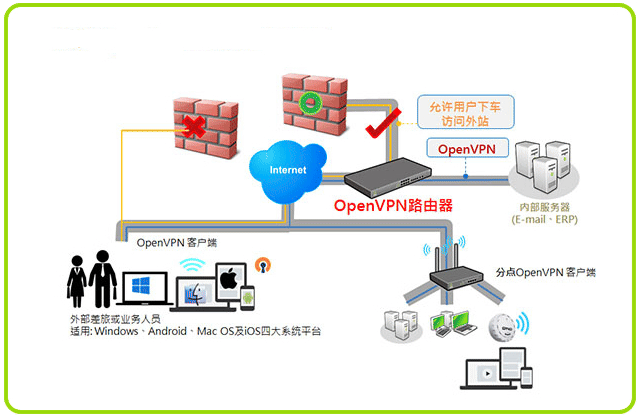 允许用户下车
访问外站
OpenVPN
Internet
OpenVPN路由器
内部服务器
(E-mail、ERP)
OpenVPN 客户端
分点OpenVPN 客户端
外部差旅或业务人员
适用: Windows、Android、Mac OS及iOS四大系统平台